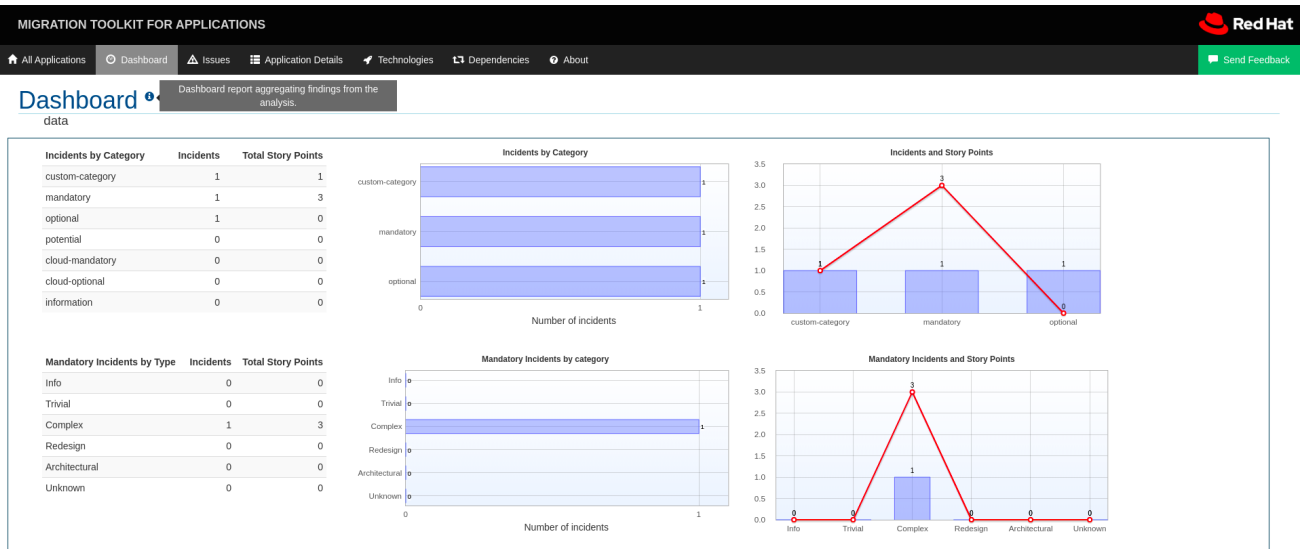 MIGRATION TOOLKIT FOR APPLICATIONS
Red Hat
All Applications Dashboard Issues Application Details Technologies Dependencies About Send Feedback
Dashboard
Dashboard report aggregating findings from the
analysis.
data
Incidents by Category Incidents Total Story Points
custom-category 1 1
mandatory 1 3
optional 1 0
potential 0 0
cloud-mandatory 0 0
cloud-optional 0 0
information 0 0
Incidents by Category
custom-category 1
mandatory 1
optional 1
0 1
Number of incidents
Incidents and Story Points
3.5
3.0
2.5
2.0
1.5
1.0
0.5
0.0
3
1 1 1
0
custom-category mandatory optional
Mandatory Incidents by Type Incidents Total Story Points
Info 0 0
Trivial 0 0
Complex 1 3
Redesign 0 0
Architectural 0 0
Unknown 0 0
Mandatory Incidents by category
Info 0
Trivial 0
Complex 1
Redesign 0
Architectural 0
Unknown 0
0 1
Number of incidents
Mandatory Incidents and Story Points
3.5
3.0
2.5
2.0
1.5
1.0
0.5
0.0
3
1
0 0 0 0 0
Info Trivial Complex Redesign Architectural Unknown